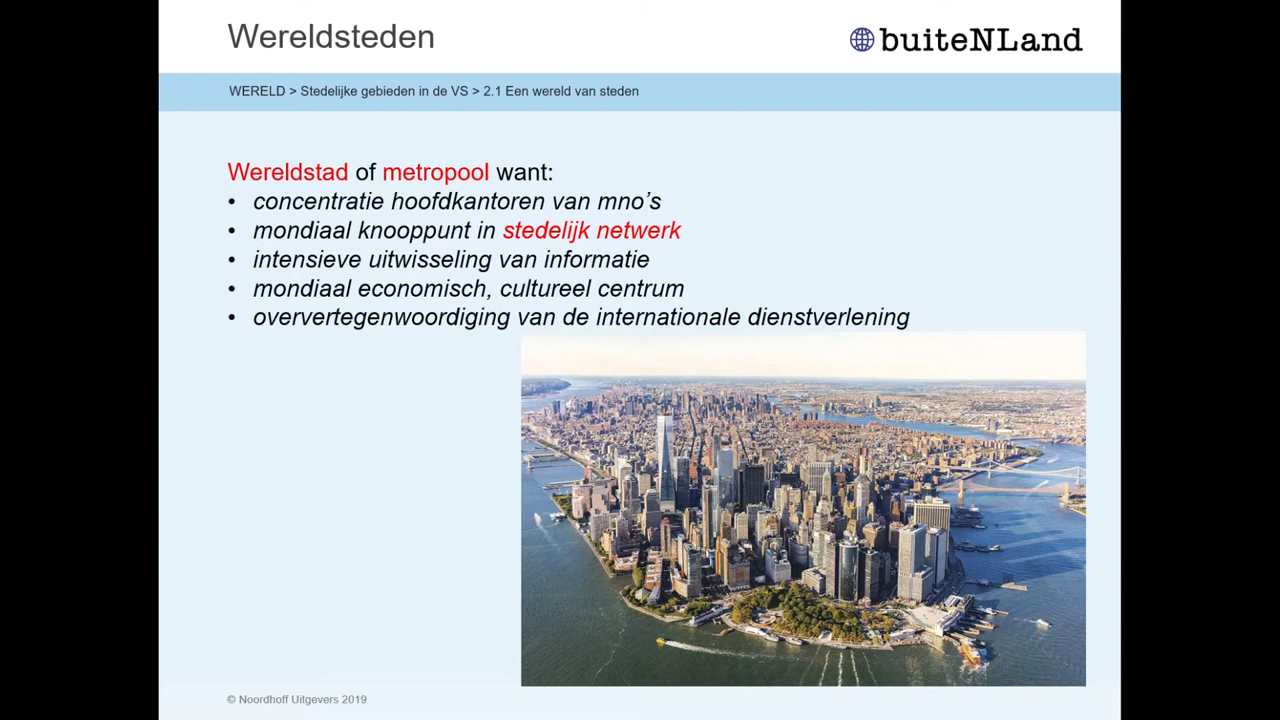 Wereldsteden
buiteNLand
WERELD > Stedelijke gebieden in de VS > 2.1 Een wereld van steden
Wereldstad of metropool want:
• concentratie hoofdkantoren van mno’s
• mondiaal knooppunt in stedelijk netwerk
• intensieve uitwisseling van informatie
• mondiaal economisch, cultureel centrum
• oververtegenwoordiging van de internationale dienstverlening
© Noordhoff Uitgevers 2019